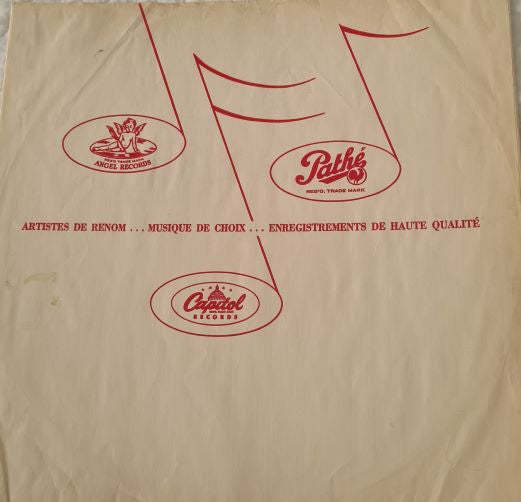 REG'D. TRADE MARK
ANGEL RECORDS
Pathé
REG'D. TRADE MARK
ARTISTES DE RENOM . . . MUSIQUE DE CHOIX . . . ENREGISTREMENTS DE HAUTE QUALITÉ
Capitol
RECORDS